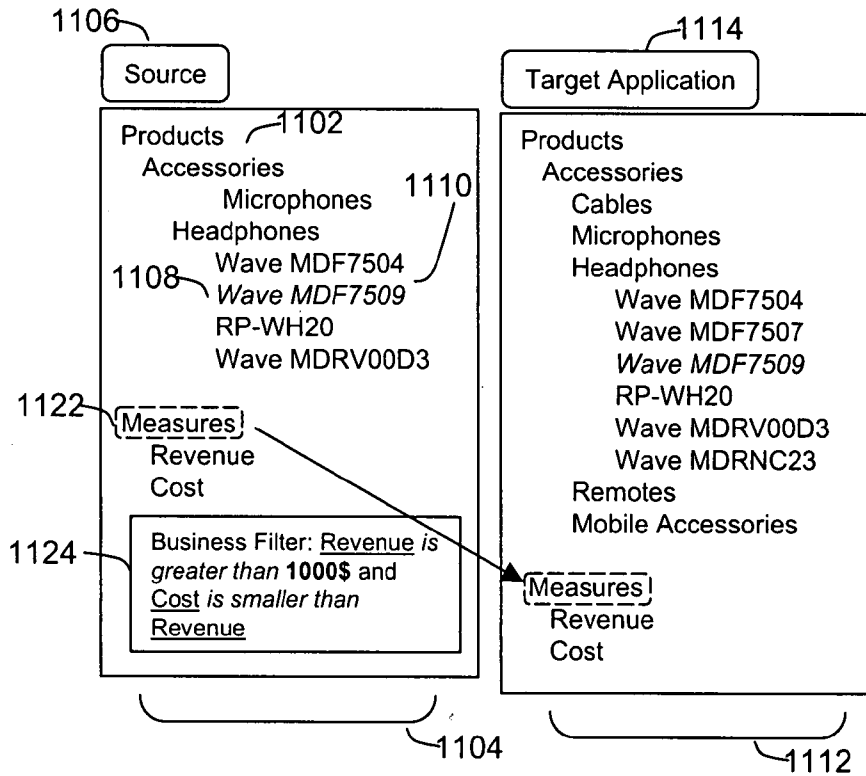 1106
Source
1102
Products
Accessories
Microphones
1110
Headphones
Wave MDF7504
1108
Wave MDF7509
RP-WH20
Wave MDRV00D3
1122
Measures
Revenue
Cost
1124
Business Filter: Revenue is
greater than 1000$ and
Cost is smaller than
Revenue
1104
1114
Target Application
Products
Accessories
Cables
Microphones
Headphones
Wave MDF7504
Wave MDF7507
Wave MDF7509
RP-WH20
Wave MDRV00D3
Wave MDRNC23
Remotes
Mobile Accessories
Measures
Revenue
Cost
1112